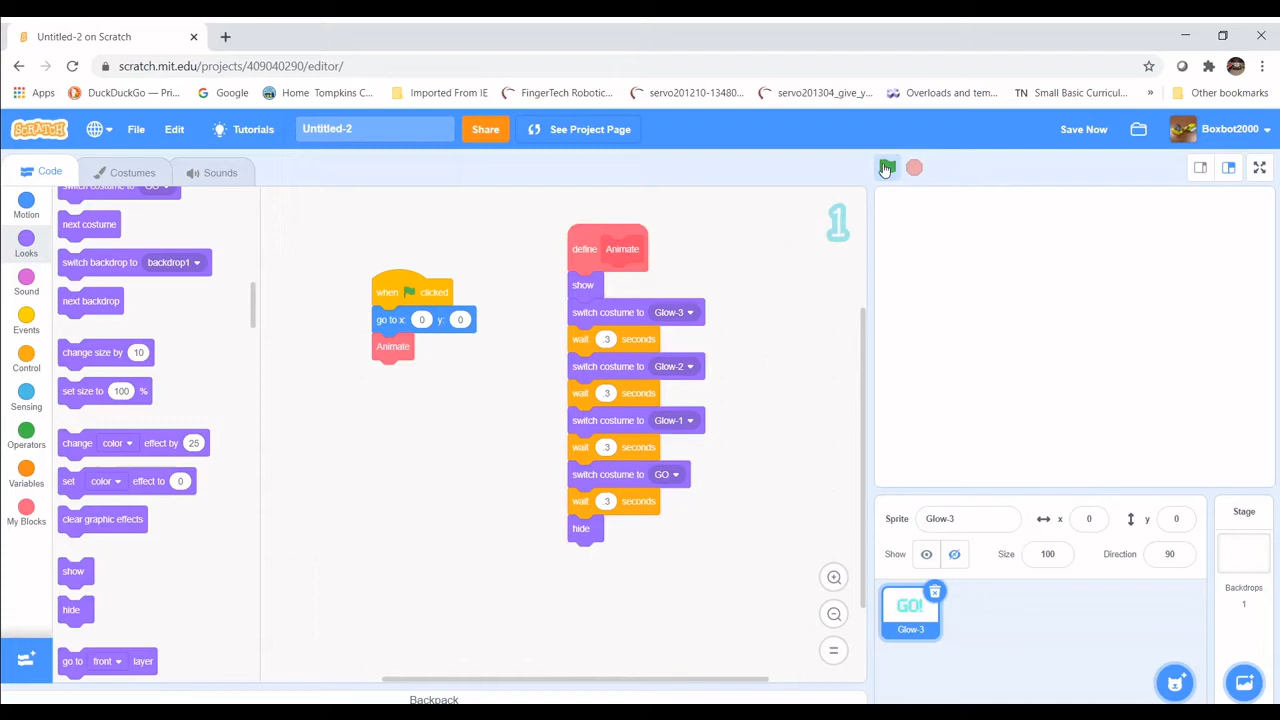 Untitled-2 on Scratch
scratch.mit.edu/projects/409040290/editor/
Apps DuckDuckGo — Pri... Google Home Tompkins C... Imported From IE FingerTech Robotic... servo201210-13480... servo201304_give_y... Overloads and tem... TN Small Basic Curricul... » Other bookmarks
SCRATCH File Edit Tutorials Untitled-2 Share See Project Page Save Now Boxbot2000
Code Costumes Sounds
Motion
Looks
Sound
Events
Control
Sensing
Operators
Variables
My Blocks
switch costume to GO
next costume
switch backdrop to backdrop1
next backdrop
change size by 10
set size to 100 %
change color effect by 25
set color effect to 0
clear graphic effects
show
hide
go to front layer
when clicked
go to x: 0 y: 0
Animate
define Animate
show
switch costume to Glow-3
wait .3 seconds
switch costume to Glow-2
wait .3 seconds
switch costume to Glow-1
wait .3 seconds
switch costume to GO
wait .3 seconds
hide
1
Sprite Glow-3 x 0 y 0
Show Size 100 Direction 90
GO!
Glow-3
Stage
Backdrops
1
Backpack